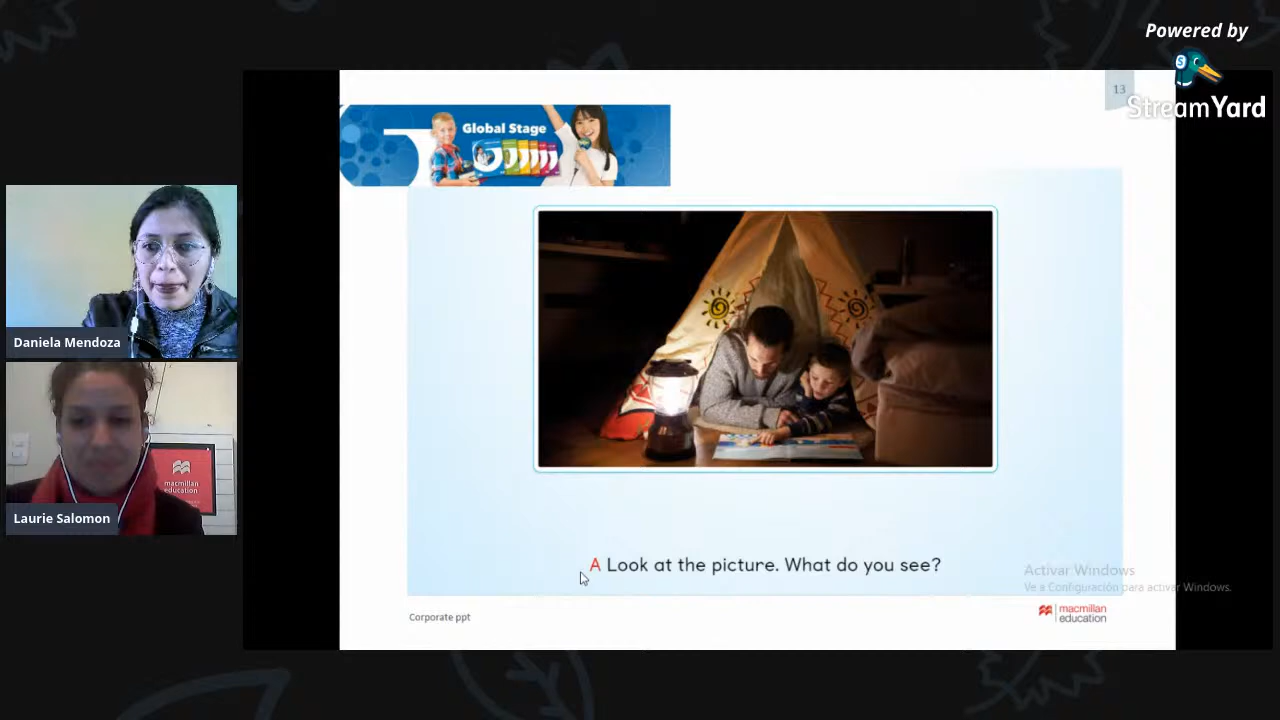 Powered by
StreamYard
13
Global Stage
Daniela Mendoza
macmillan
education
Laurie Salomon
A Look at the picture. What do you see?
Activar Windows
Ve a Configuración para activar Windows.
Corporate ppt
macmillan
education